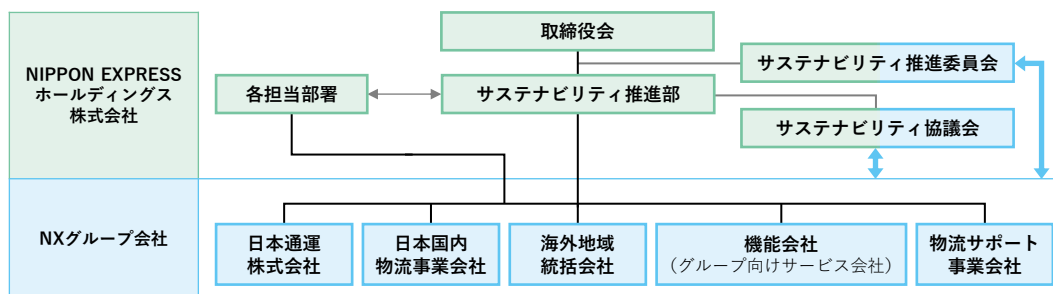 NIPPON EXPRESS
ホールディングス
株式会社
取締役会
サステナビリティ推進委員会
各担当部署
サステナビリティ推進部
サステナビリティ協議会
NXグループ会社
日本通運
株式会社
日本国内
物流事業会社
海外地域
統括会社
機能会社
（グループ向けサービス会社）
物流サポート
事業会社